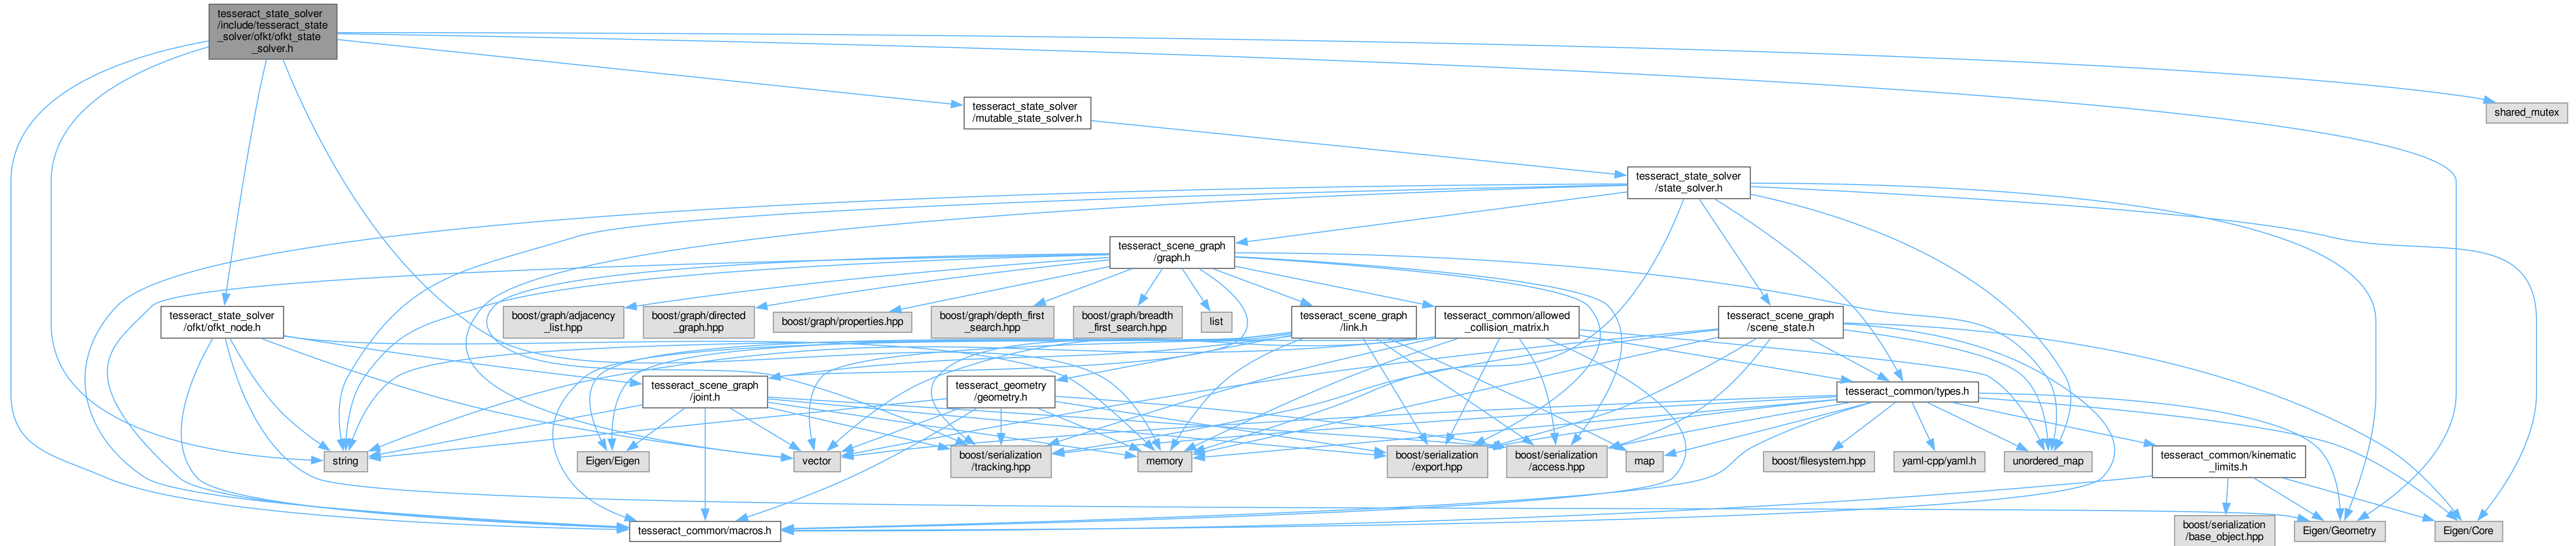 tesseract_state_solver
/include/tesseract_state
_solver/ofkt/ofkt_state
_solver.h
tesseract_state_solver
/mutable_state_solver.h
shared_mutex
tesseract_state_solver
/state_solver.h
tesseract_scene_graph
/graph.h
tesseract_state_solver
/ofkt/ofkt_node.h
boost/graph/adjacency
_list.hpp
boost/graph/directed
_graph.hpp
boost/graph/properties.hpp
boost/graph/depth_first
_search.hpp
boost/graph/breadth
_first_search.hpp
list
tesseract_scene_graph
/link.h
tesseract_common/allowed
_collision_matrix.h
tesseract_scene_graph
/scene_state.h
tesseract_scene_graph
/joint.h
tesseract_geometry
/geometry.h
tesseract_common/types.h
string
Eigen/Eigen
vector
boost/serialization
/tracking.hpp
memory
boost/serialization
/export.hpp
boost/serialization
/access.hpp
map
boost/filesystem.hpp
yaml-cpp/yaml.h
unordered_map
tesseract_common/kinematic
_limits.h
tesseract_common/macros.h
boost/serialization
/base_object.hpp
Eigen/Geometry
Eigen/Core